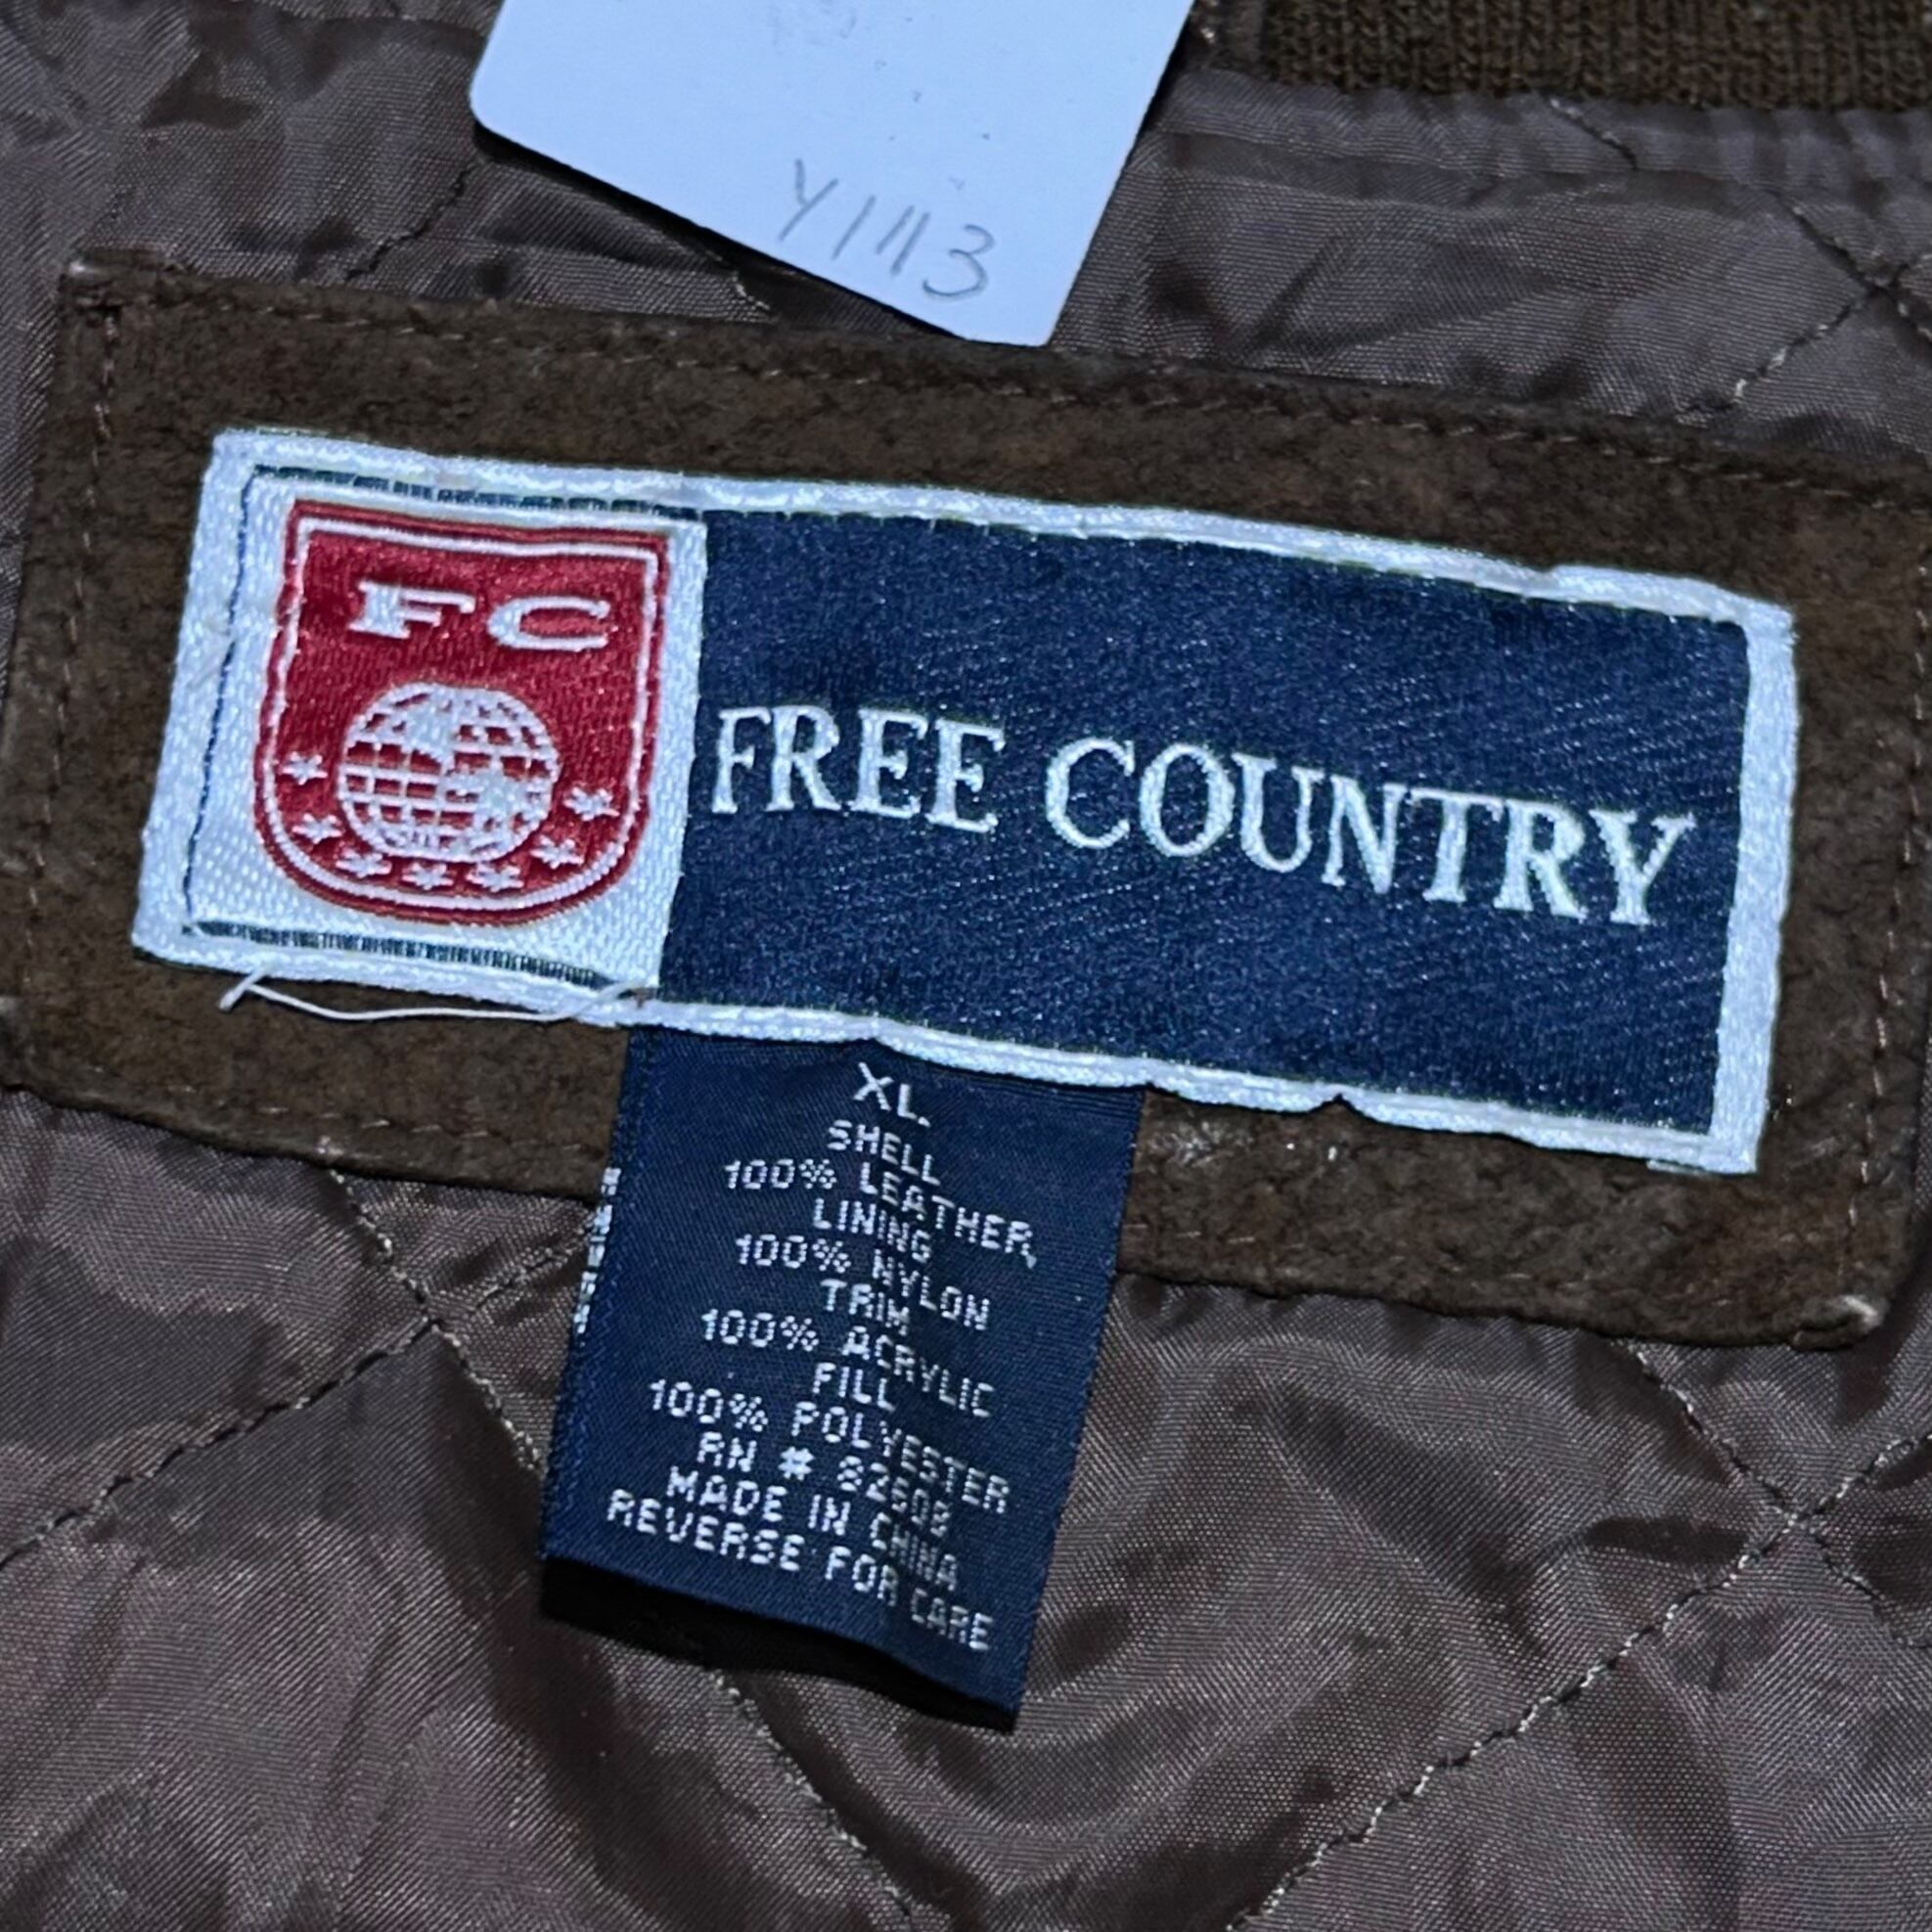 Y1113
FC
FREE COUNTRY
XL
SHELL
100% LEATHER
LINING
100% NYLON
TRIM
100% ACRYLIC
FILL
100% POLYESTER
RN # 82608
MADE IN CHINA
REVERSE FOR CARE